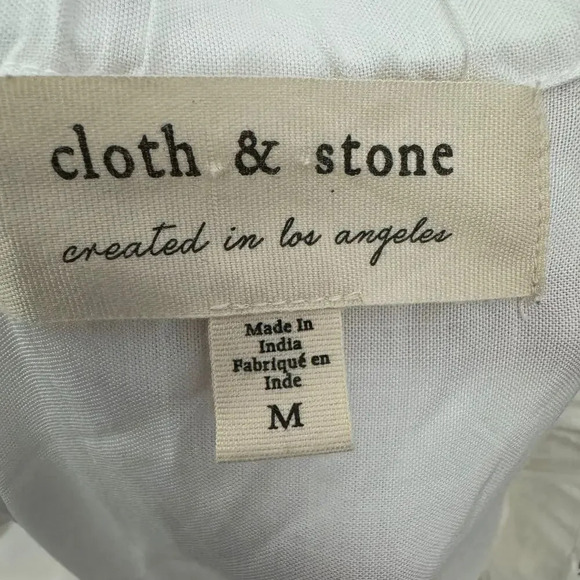 cloth & stone
created in los angeles
Made In
India
Fabriqué en
Inde
M